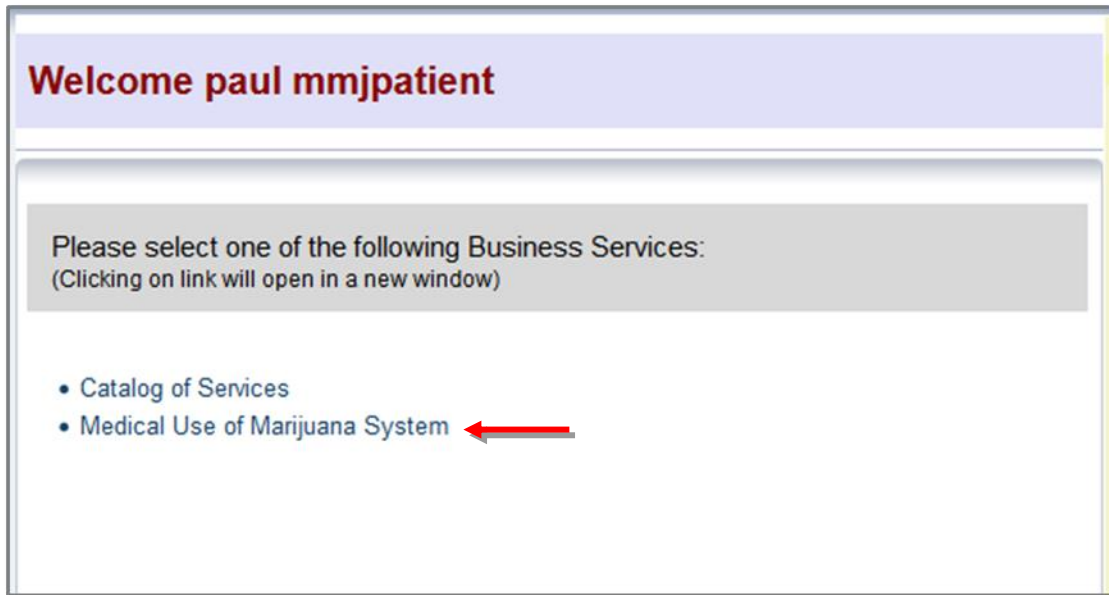 Welcome paul mmjpatient
Please select one of the following Business Services:
(Clicking on link will open in a new window)
• Catalog of Services
• Medical Use of Marijuana System